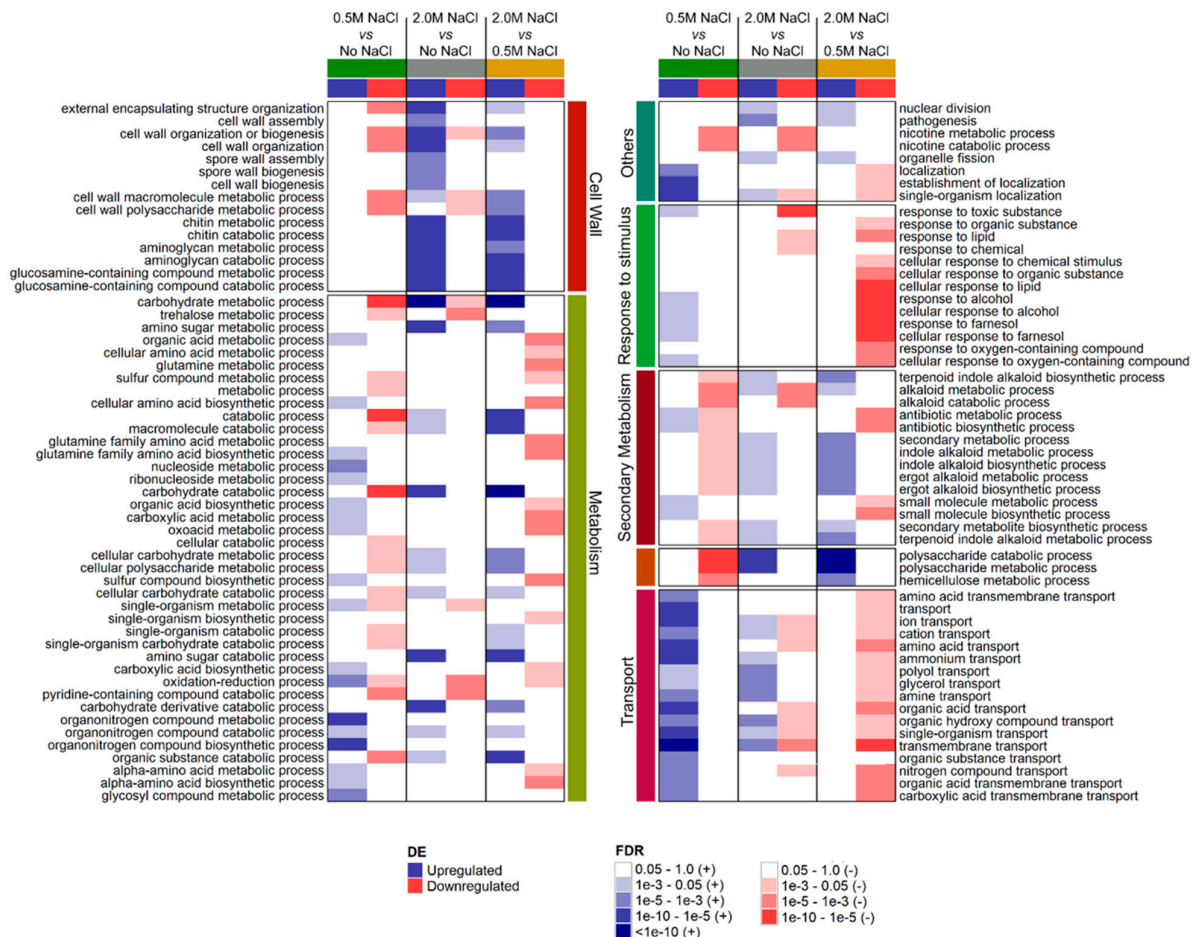 0.5M NaCl
vs
No NaCl
2.0M NaCl
vs
No NaCl
2.0M NaCl
vs
0.5M NaCl
external encapsulating structure organization
cell wall assembly
cell wall organization or biogenesis
cell wall organization
spore wall assembly
spore wall biogenesis
cell wall biogenesis
cell wall macromolecule metabolic process
cell wall polysaccharide metabolic process
chitin metabolic process
chitin catabolic process
aminoglycan metabolic process
aminoglycan catabolic process
glucosamine-containing compound metabolic process
glucosamine-containing compound catabolic process
Cell Wall
carbohydrate metabolic process
trehalose metabolic process
amino sugar metabolic process
organic acid metabolic process
cellular amino acid metabolic process
glutamine metabolic process
sulfur compound metabolic process
metabolic process
cellular amino acid biosynthetic process
catabolic process
macromolecule catabolic process
glutamine family amino acid metabolic process
glutamine family amino acid biosynthetic process
nucleoside metabolic process
ribonucleoside metabolic process
carbohydrate catabolic process
organic acid biosynthetic process
carboxylic acid metabolic process
oxoacid metabolic process
cellular catabolic process
cellular carbohydrate metabolic process
cellular polysaccharide metabolic process
sulfur compound biosynthetic process
cellular carbohydrate catabolic process
single-organism metabolic process
single-organism biosynthetic process
single-organism catabolic process
single-organism carbohydrate catabolic process
amino sugar catabolic process
carboxylic acid biosynthetic process
oxidation-reduction process
pyridine-containing compound catabolic process
carbohydrate derivative catabolic process
organonitrogen compound metabolic process
organonitrogen compound catabolic process
organonitrogen compound biosynthetic process
organic substance catabolic process
alpha-amino acid metabolic process
alpha-amino acid biosynthetic process
glycosyl compound metabolic process
Metabolism
0.5M NaCl
vs
No NaCl
2.0M NaCl
vs
No NaCl
2.0M NaCl
vs
0.5M NaCl
Others
nuclear division
pathogenesis
nicotine metabolic process
nicotine catabolic process
organelle fission
localization
establishment of localization
single-organism localization
Response to stimulus
response to toxic substance
response to organic substance
response to lipid
response to chemical
cellular response to chemical stimulus
cellular response to organic substance
cellular response to lipid
response to alcohol
cellular response to alcohol
response to farnesol
cellular response to farnesol
response to oxygen-containing compound
cellular response to oxygen-containing compound
Secondary Metabolism
terpenoid indole alkaloid biosynthetic process
alkaloid metabolic process
alkaloid catabolic process
antibiotic metabolic process
antibiotic biosynthetic process
secondary metabolic process
indole alkaloid metabolic process
indole alkaloid biosynthetic process
ergot alkaloid metabolic process
ergot alkaloid biosynthetic process
small molecule metabolic process
small molecule biosynthetic process
secondary metabolite biosynthetic process
terpenoid indole alkaloid metabolic process
polysaccharide catabolic process
polysaccharide metabolic process
hemicellulose metabolic process
Transport
amino acid transmembrane transport
transport
ion transport
cation transport
amino acid transport
ammonium transport
polyol transport
glycerol transport
amine transport
organic acid transport
organic hydroxy compound transport
single-organism transport
transmembrane transport
organic substance transport
nitrogen compound transport
organic acid transmembrane transport
carboxylic acid transmembrane transport
DE
Upregulated
Downregulated
FDR
0.05 - 1.0 (+)
1e-3 - 0.05 (+)
1e-5 - 1e-3 (+)
1e-10 - 1e-5 (+)
<1e-10 (+)
0.05 - 1.0 (-)
1e-3 - 0.05 (-)
1e-5 - 1e-3 (-)
1e-10 - 1e-5 (-)